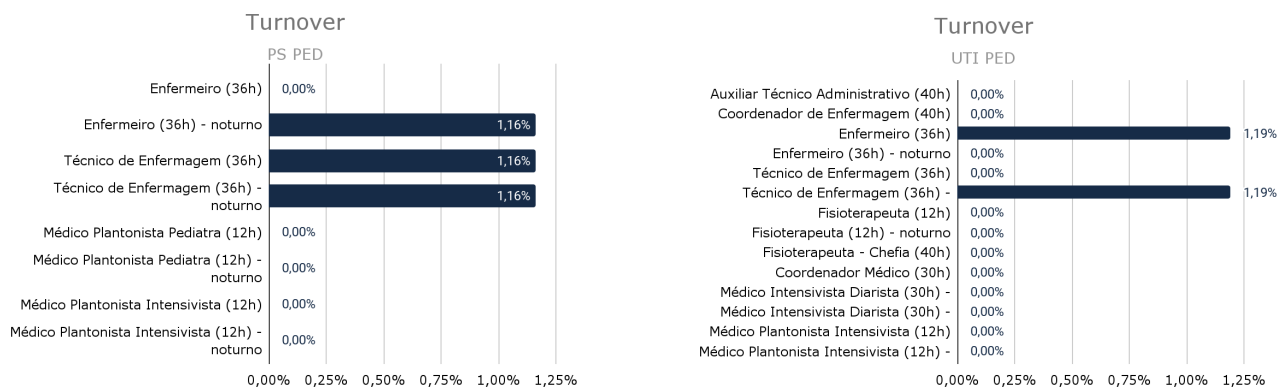 Turnover
PS PED
Enfermeiro (36h)
0,00%
Enfermeiro (36h) - noturno
1,16%
Técnico de Enfermagem (36h)
1,16%
Técnico de Enfermagem (36h) -
noturno
1,16%
Médico Plantonista Pediatra (12h)
0,00%
Médico Plantonista Pediatra (12h) -
noturno
0,00%
Médico Plantonista Intensivista (12h)
0,00%
Médico Plantonista Intensivista (12h) -
noturno
0,00%
0,00% 0,25% 0,50% 0,75% 1,00% 1,25%
Turnover
UTI PED
Auxiliar Técnico Administrativo (40h)
0,00%
Coordenador de Enfermagem (40h)
0,00%
Enfermeiro (36h)
1,19%
Enfermeiro (36h) - noturno
0,00%
Técnico de Enfermagem (36h)
0,00%
Técnico de Enfermagem (36h) -
1,19%
Fisioterapeuta (12h)
0,00%
Fisioterapeuta (12h) - noturno
0,00%
Fisioterapeuta - Chefia (40h)
0,00%
Coordenador Médico (30h)
0,00%
Médico Intensivista Diarista (30h) -
0,00%
Médico Intensivista Diarista (30h) -
0,00%
Médico Plantonista Intensivista (12h)
0,00%
Médico Plantonista Intensivista (12h) -
0,00%
0,00% 0,25% 0,50% 0,75% 1,00% 1,25%